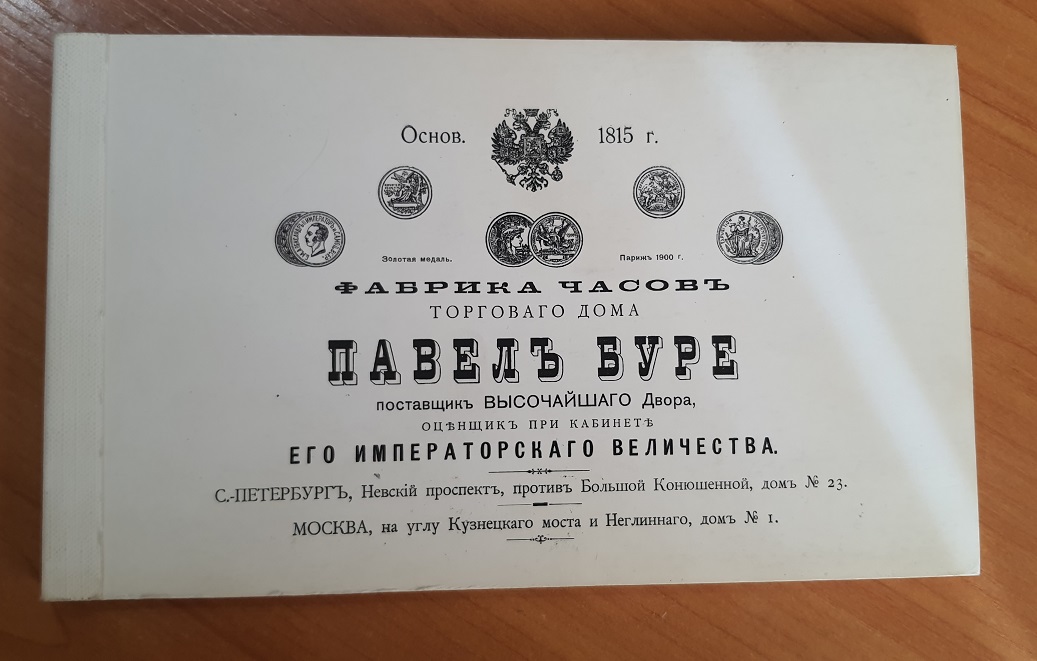 Основ. 1815 г.
Золотая медаль. Парижъ 1900 г.
ФАБРИКА ЧАСОВЪ
ТОРГОВАГО ДОМА
ПАВЕЛЪ БУРЕ
поставщикъ ВЫСОЧАЙШАГО Двора,
ОЦѢНЩИКЪ ПРИ КАБИНЕТѢ
ЕГО ИМПЕРАТОРСКАГО ВЕЛИЧЕСТВА.
С.-ПЕТЕРБУРГЪ, Невскій проспектъ, противъ Большой Конюшенной, домъ № 23.
МОСКВА, на углу Кузнецкаго моста и Неглиннаго, домъ № 1.